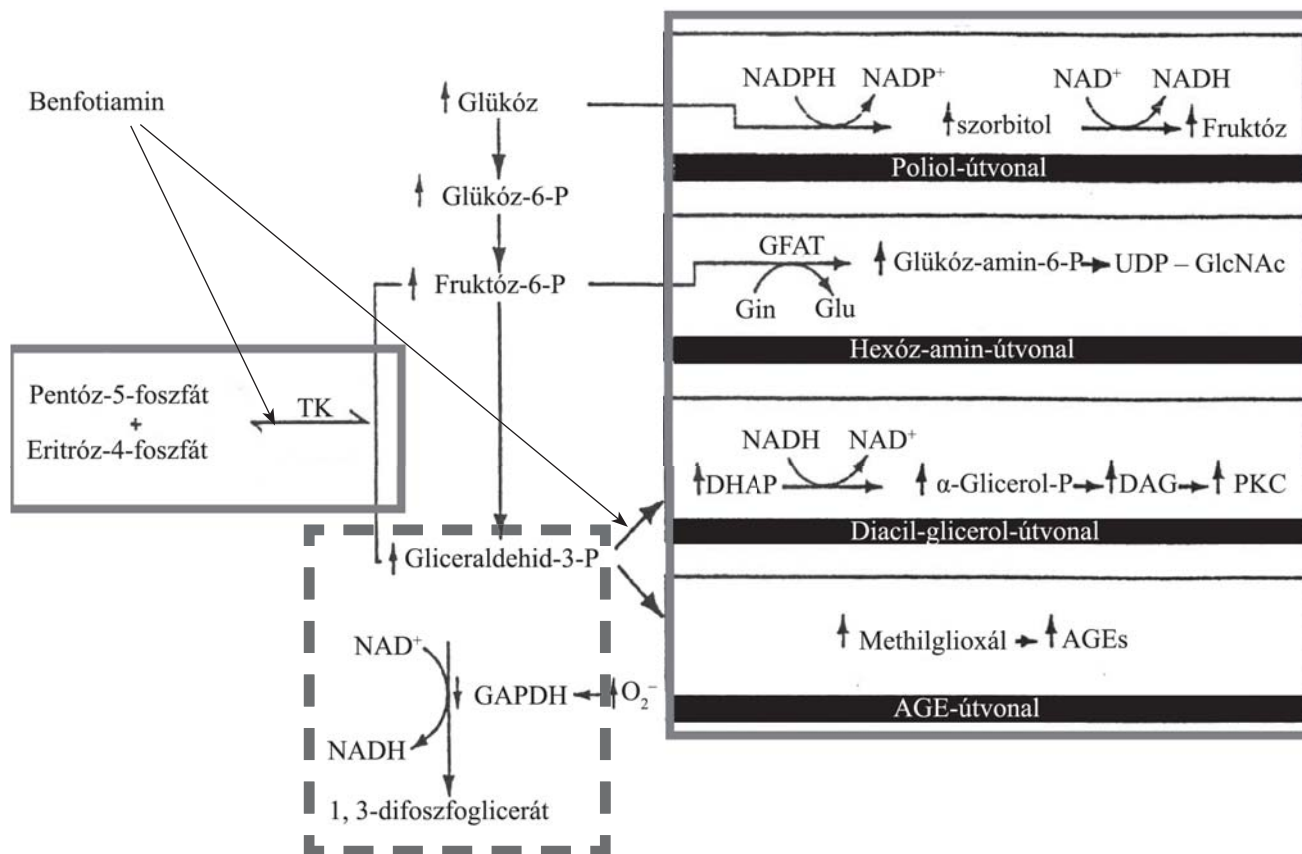 Benfotiamin
Glükóz
Glükóz-6-P
Fruktóz-6-P
Pentóz-5-foszfát
+
Eritróz-4-foszfát
TK
Gliceraldehid-3-P
NAD⁺
GAPDH
O₂⁻
NADH
1, 3-difoszfoglicerát
NADPH NADP⁺ NAD⁺ NADH
szorbitol Fruktóz
Poliol-útvonal
GFAT
Glükóz-amin-6-P UDP – GlcNAc
Gin Glu
Hexóz-amin-útvonal
NADH NAD⁺
DHAP α-Glicerol-P DAG PKC
Diacil-glicerol-útvonal
Methilglioxál AGEs
AGE-útvonal